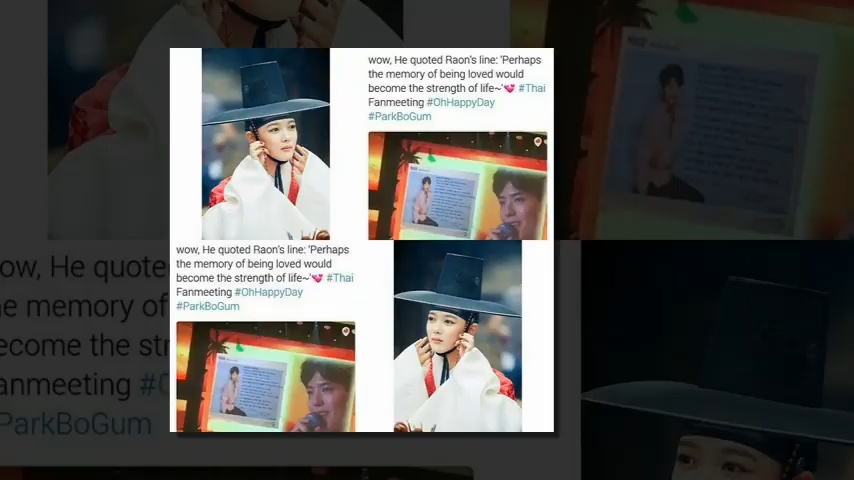 wow, He quoted Raon's line: 'Perhaps
the memory of being loved would
become the strength of life~'💕 #Thai
Fanmeeting #OhHappyDay
#ParkBoGum
wow, He quoted Raon's line: 'Perhaps
the memory of being loved would
become the strength of life~'💕 #Thai
Fanmeeting #OhHappyDay
#ParkBoGum
ow, He quote
e memory of
ecome the str
anmeeting #O
ParkBoGum